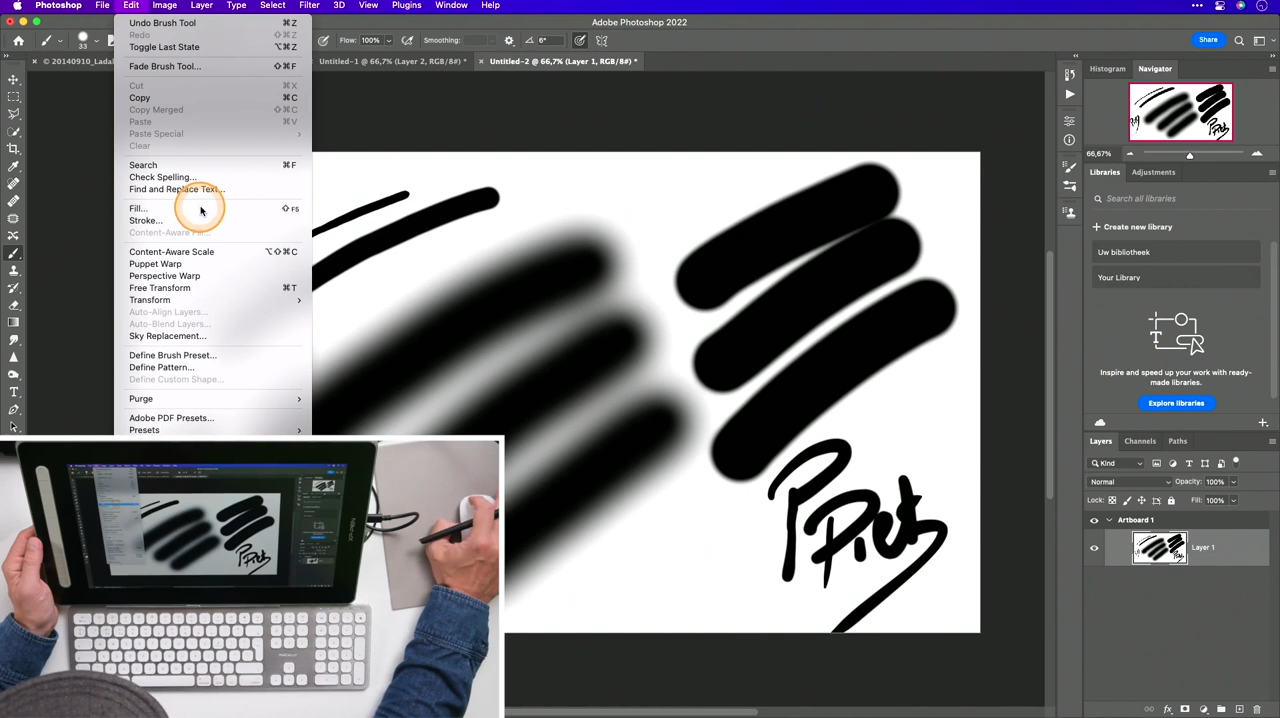 Photoshop File Edit Image Layer Type Select Filter 3D View Plugins Window Help
Adobe Photoshop 2022
33 Flow: 100% Smoothing: 6° Share
Untitled-1 @ 66,7% (Layer 2, RGB/8#) *
Untitled-2 @ 66,7% (Layer 1, RGB/8#) *
Undo Brush Tool ⌘Z
Redo ⇧⌘Z
Toggle Last State ⌥⌘Z
Fade Brush Tool... ⇧⌘F
Cut ⌘X
Copy ⌘C
Copy Merged ⇧⌘C
Paste ⌘V
Paste Special
Clear
Search ⌘F
Check Spelling...
Find and Replace Text...
Fill... ⇧F5
Stroke...
Content-Aware Fill...
Content-Aware Scale ⌥⇧⌘C
Puppet Warp
Perspective Warp
Free Transform ⌘T
Transform
Auto-Align Layers...
Auto-Blend Layers...
Sky Replacement...
Define Brush Preset...
Define Pattern...
Define Custom Shape...
Purge
Adobe PDF Presets...
Presets
Histogram Navigator
66,67%
Libraries Adjustments
Search all libraries
Create new library
Uw bibliotheek
Your Library
Inspire and speed up your work with ready-
made libraries.
Explore libraries
Layers Channels Paths
Kind
Normal Opacity: 100%
Lock: Fill: 100%
Artboard 1
Layer 1